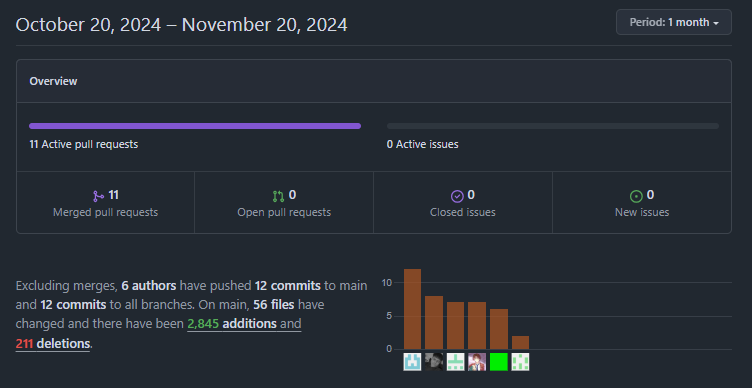 October 20, 2024 – November 20, 2024
Period: 1 month
Overview
11 Active pull requests
0 Active issues
11
Merged pull requests
0
Open pull requests
0
Closed issues
0
New issues
Excluding merges, 6 authors have pushed 12 commits to main
and 12 commits to all branches. On main, 56 files have
changed and there have been 2,845 additions and
211 deletions.
10
5
0